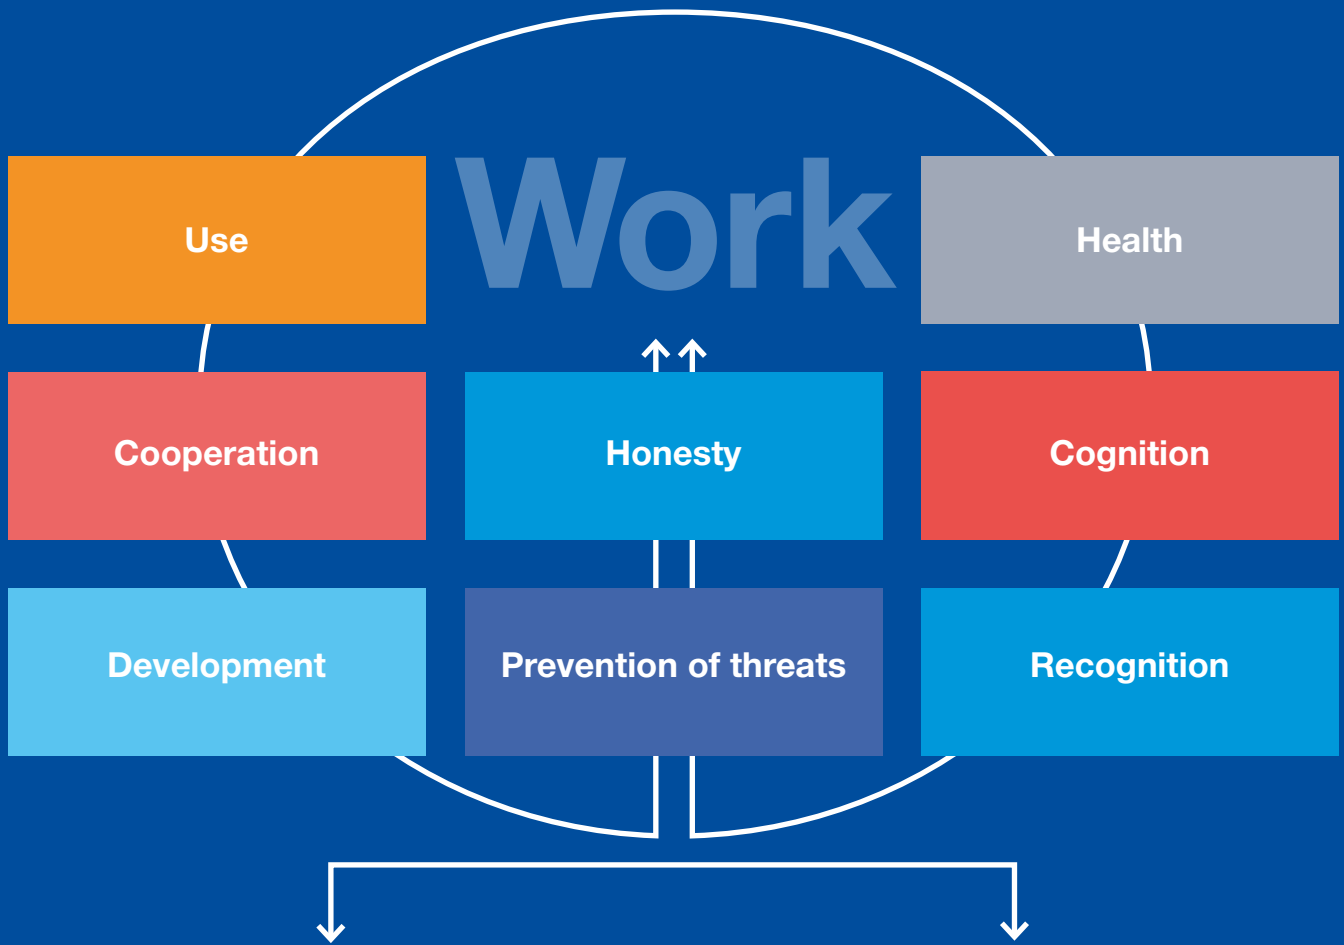 Work
Use
Health
Cooperation
Honesty
Cognition
Development
Prevention of threats
Recognition